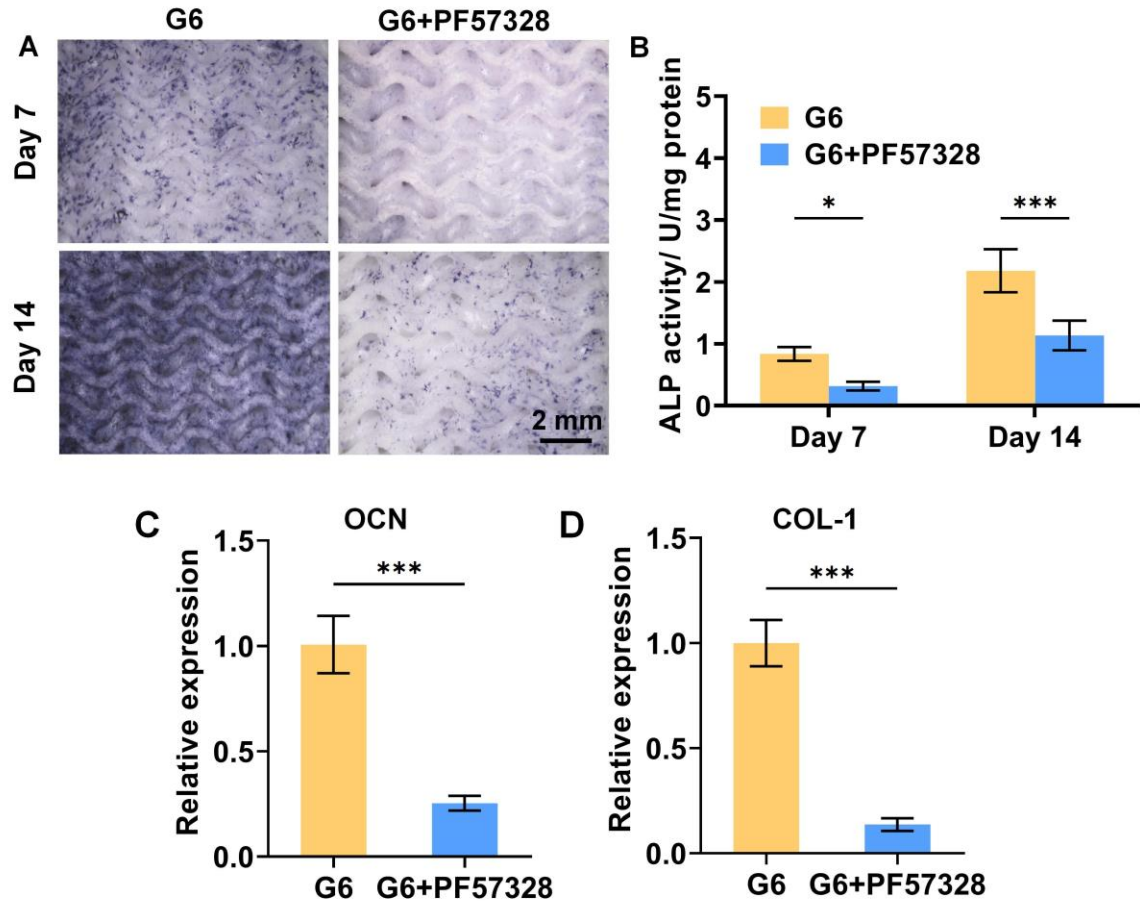 G6
G6+PF57328
A
Day 7
Day 14
2 mm
B
ALP activity/ U/mg protein
5
4
3
2
1
0
G6
G6+PF57328
*
***
Day 7
Day 14
C
OCN
Relative expression
1.5
1.0
0.5
0.0
***
G6
G6+PF57328
D
COL-1
Relative expression
1.5
1.0
0.5
0.0
***
G6
G6+PF57328